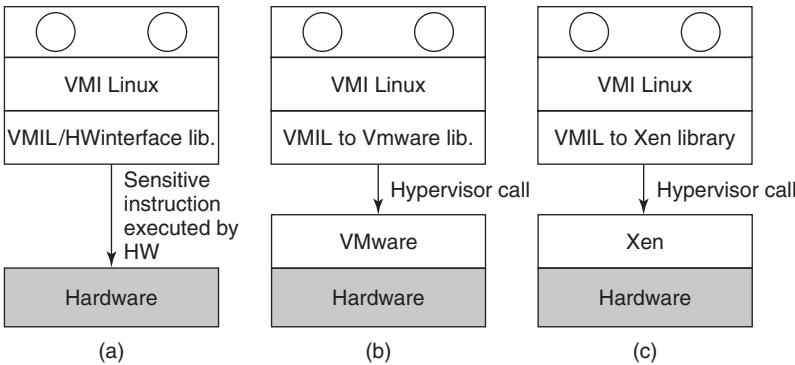 VMI Linux
VMIL/HWinterface lib.
Sensitive
instruction
executed by
HW
Hardware
(a)
VMI Linux
VMIL to Vmware lib.
Hypervisor call
VMware
Hardware
(b)
VMI Linux
VMIL to Xen library
Hypervisor call
Xen
Hardware
(c)